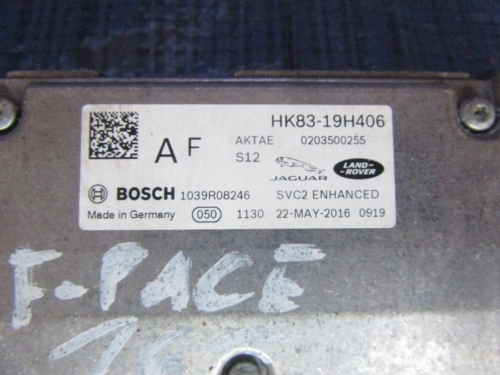 HK83-19H406
A F AKTAE 0203500255
S12 JAGUAR LAND-ROVER
BOSCH 1039R08246 SVC2 ENHANCED
Made in Germany 050 1130 22-MAY-2016 0919
F-PACE